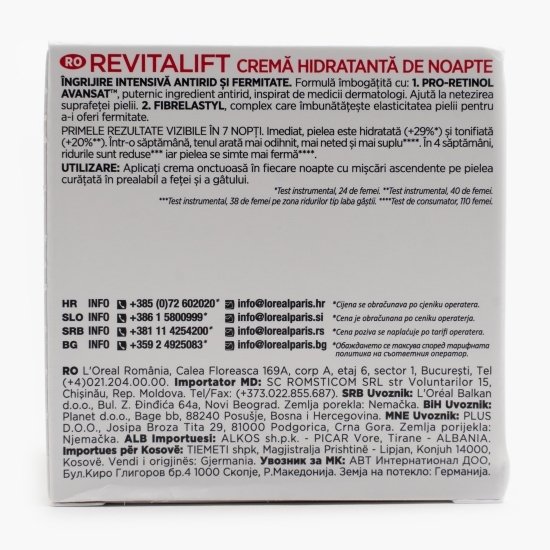 RO REVITALIFT CREMĂ HIDRATANTĂ DE NOAPTE
ÎNGRIJIRE INTENSIVĂ ANTIRID ȘI FERMITATE. Formulă îmbogățită cu: 1. PRO-RETINOL
AVANSAT™, puternic ingredient antirid, inspirat de medicii dermatologi. Ajută la netezirea
suprafeței pielii. 2. FIBRELASTYL, complex care îmbunătățește elasticitatea pielii pentru
a-i oferi fermitate.
PRIMELE REZULTATE VIZIBILE ÎN 7 NOPȚI. Imediat, pielea este hidratată (+29%*) și tonifiată
(+20%**). Într-o săptămână, tenul arată mai odihnit, mai neted și mai suplu****. În 4 săptămâni,
ridurile sunt reduse*** iar pielea se simte mai fermă****.
UTILIZARE: Aplicați crema onctuoasă în fiecare noapte cu mișcări ascendente pe pielea
curățată în prealabil a feței și a gâtului.
*Test instrumental, 24 de femei. **Test instrumental, 40 de femei.
***Test instrumental, 38 de femei pe zona ridurilor tip laba gâștii. ****Test de consumator, 110 femei.
HR INFO +385 (0)72 602020* info@lorealparis.hr *Cijena se obračunava po cjeniku operatera.
SLO INFO +386 1 5800999* info@lorealparis.si *Cena je obračunana po ceniku operaterja.
SRB INFO +381 11 4254200* info@lorealparis.rs *Cena poziva se naplaćuje po tarifi operatera.
BG INFO +359 2 4925083* info@lorealparis.bg *Обаждането се таксува според тарифната
политика на съответния оператор.
RO L'Oreal România, Calea Floreasca 169A, corp A, etaj 6, sector 1, București, Tel
(+4)021.204.00.00. Importator MD: SC ROMSTICOM SRL str Voluntarilor 15,
Chișinău, Rep. Moldova. Tel/Fax: (+373.022.855.687). SRB Uvoznik: L'Oréal Balkan
d.o.o., Bul. Z. Đinđića 64a, Novi Beograd. Zemlja porekla: Nemačka. BiH Uvoznik:
Planet d.o.o., Bage bb, 88240 Posušje, Bosna i Hercegovina. MNE Uvoznik: PLUS
D.O.O., Josipa Broza Tita 29, 81000 Podgorica, Crna Gora. Zemlja porijekla:
Njemačka. ALB Importuesi: ALKOS sh.p.k. - PICAR Vore, Tirane - ALBANIA.
Importues për Kosovë: TIEMETI shpk, Magjistralja Prishtinë - Lipjan, Konjuh 14000,
Kosovë. Vendi i origjinës: Gjermania. Увозник за МК: АВТ Интернационал ДОО,
Бул.Киро Глигоров бр.4 1000 Скопје, Р.Македонија. Земја на потекло: Германија.